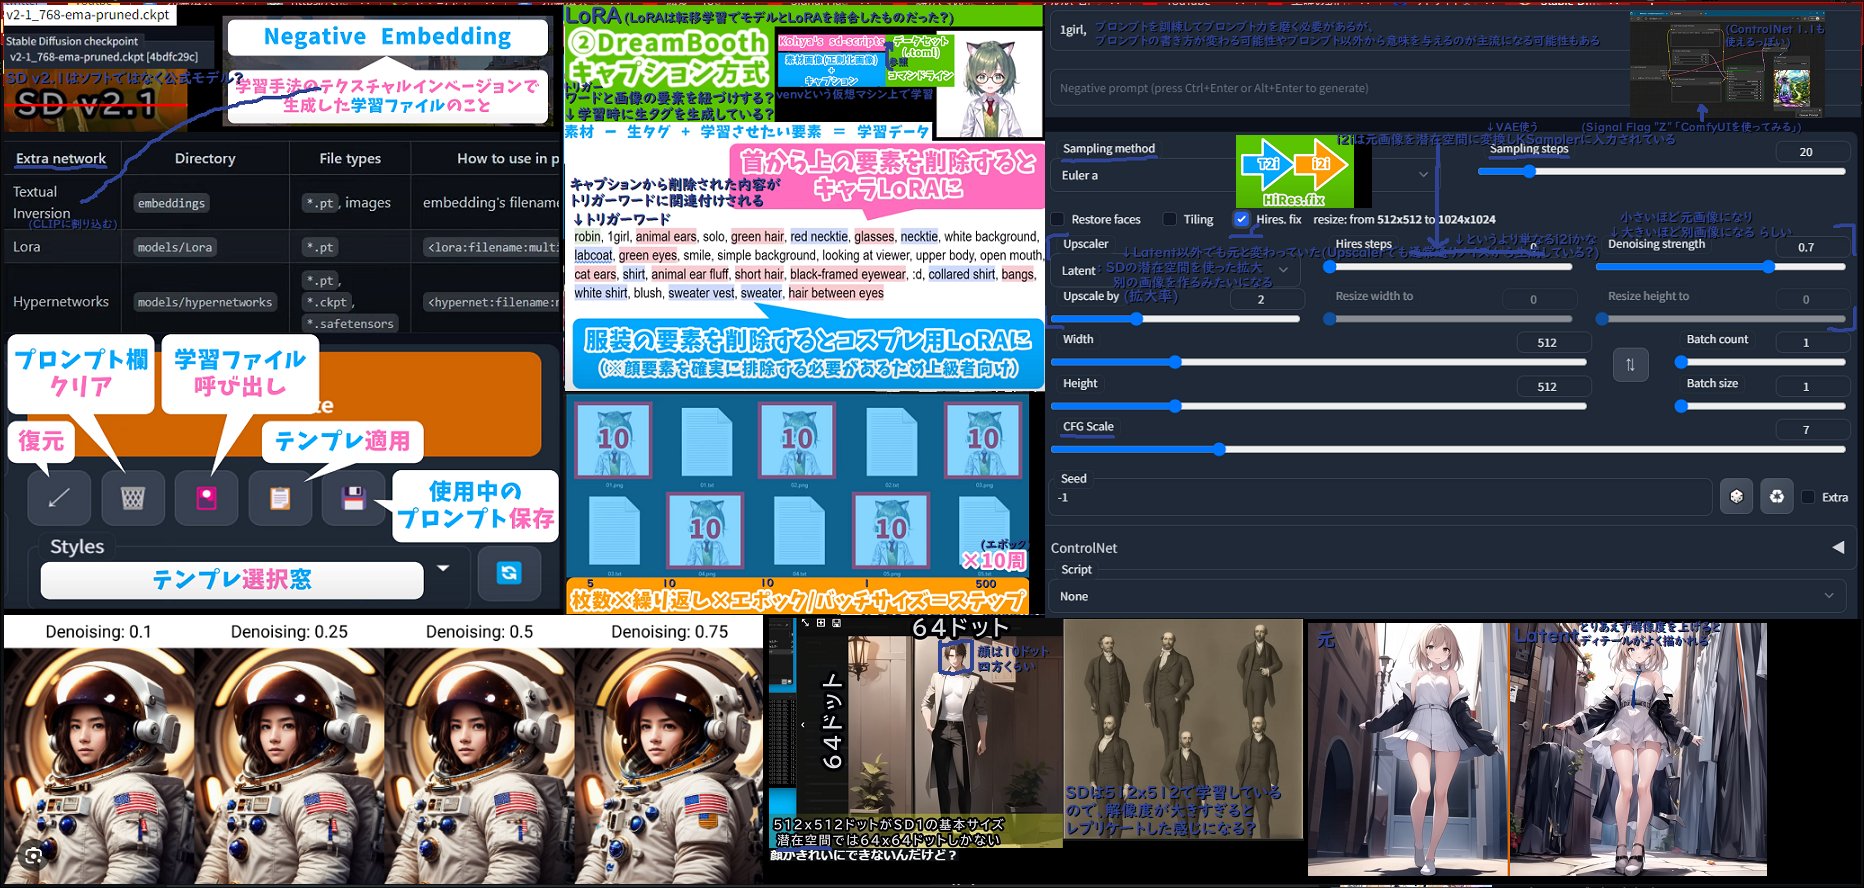 v2-1_768-ema-pruned.ckpt
Stable Diffusion checkpoint
v2-1_768-ema-pruned.ckpt [4bdfc29c]
SD v2.1はソフトではなく公式モデル?
SD v2.1
Negative Embedding
学習手法のテクスチャルインベージョンで
生成した学習ファイルのこと
Extra network
Directory
File types
How to use in p
Textual
Inversion
embeddings
*.pt, images
embedding's filename
(CLIPに割り込む)
Lora
models/Lora
*.pt
<lora:filename:multi
Hypernetworks
models/hypernetworks
*.pt,
*.ckpt,
*.safetensors
<hypernet:filename:m
プロンプト欄
クリア
学習ファイル
呼び出し
te
復元
テンプレ適用
使用中の
プロンプト保存
Styles
テンプレ選択窓
LoRA (LoRAは転移学習でモデルとLoRAを結合したものだった?)
②DreamBooth
キャプション方式
Kohya's sd-scripts
データセット
(.toml)
参照
素材画像(正則化画像)
+
キャプション
コマンドライン
venvという仮想マシン上で学習
トリガー
ワードと画像の要素を紐づけする?
↓学習時に生タグを生成している?
素材 － 生タグ + 学習させたい要素 ＝ 学習データ
首から上の要素を削除すると
キャラLoRAに
キャプションから削除された内容が
トリガーワードに関連付けされる
↓トリガーワード
robin, 1girl, animal ears, solo, green hair, red necktie, glasses, necktie, white background,
labcoat, green eyes, smile, simple background, looking at viewer, upper body, open mouth,
cat ears, shirt, animal ear fluff, short hair, black-framed eyewear, :d, collared shirt, bangs,
white shirt, blush, sweater vest, sweater, hair between eyes
服装の要素を削除するとコスプレ用LoRAに
(※顔要素を確実に排除する必要があるため上級者向け)
10
10
10
01.png
01.txt
02.png
02.txt
03.png
10
10
03.txt
04.png
04.txt
05.png
05.txt
(エポック)
×10周
5
10
10
1
500
枚数×繰り返し×エポック/バッチサイズ＝ステップ
1girl,
プロンプトを訓練してプロンプト力を磨く必要があるが、
プロンプトの書き方が変わる可能性やプロンプト以外から意味を与えるのが主流になる可能性もある
(ControlNet 1.1も
使えるっぽい)
Negative prompt (press Ctrl+Enter or Alt+Enter to generate)
↓VAE使う
(Signal Flag "Z"「ComfyUIを使ってみる」)
i2iは元画像を潜在空間に変換しKSamplerに入力されている
Sampling method
Euler a
T2i
i2i
HiRes.fix
Sampling steps
20
Restore faces
Tiling
Hires. fix
resize: from 512x512 to 1024x1024
小さいほど元画像になり
↓大きいほど別画像になる らしい
Upscaler
Latent
Hires steps
0
↓というより単なるi2iかな
Denoising strength
0.7
: SDの潜在空間を使った拡大
別の画像を作るみたいになる
Upscale by
(拡大率)
2
Resize width to
0
Resize height to
0
Width
512
Batch count
1
Height
512
Batch size
1
CFG Scale
7
Seed
-1
Extra
ControlNet
Script
None
Denoising: 0.1
Denoising: 0.25
Denoising: 0.5
Denoising: 0.75
64ドット
64ドット
顔は10ドット
四方くらい
512x512ドットがSD1の基本サイズ
潜在空間では64x64ドットしかない
顔がきれいにできないんだけど？
SDは512x512で学習している
ので、解像度が大きすぎると
レプリケートした感じになる?
元
Latent
とりあえず解像度を上げると
ディテールがよく描かれる